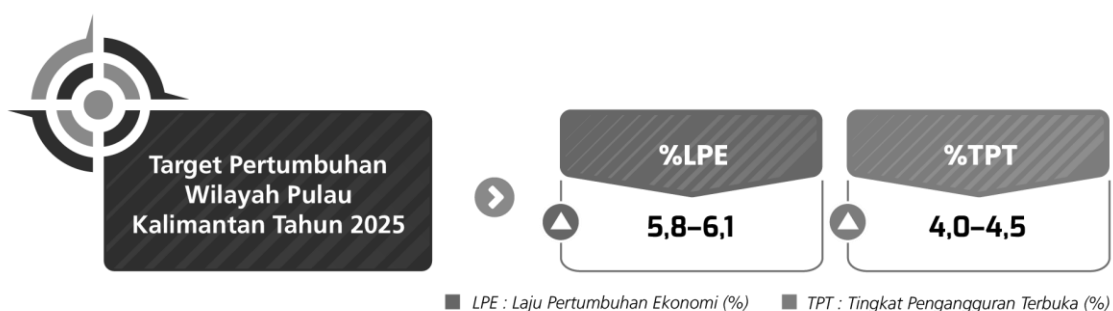 Target Pertumbuhan
Wilayah Pulau
Kalimantan Tahun 2025
%LPE
5,8–6,1
%TPT
4,0–4,5
LPE : Laju Pertumbuhan Ekonomi (%)
TPT : Tingkat Pengangguran Terbuka (%)